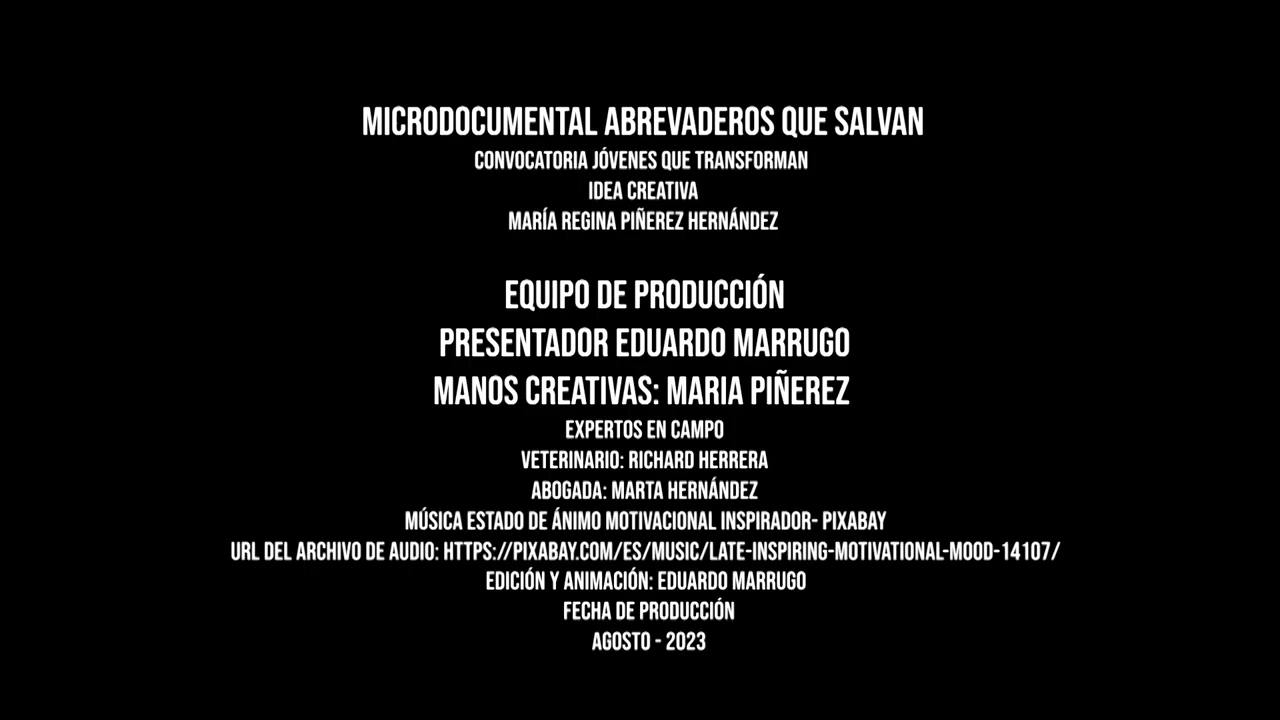 MICRODOCUMENTAL ABREVADEROS QUE SALVAN
CONVOCATORIA JÓVENES QUE TRANSFORMAN
IDEA CREATIVA
MARÍA REGINA PIÑEREZ HERNÁNDEZ
EQUIPO DE PRODUCCIÓN
PRESENTADOR EDUARDO MARRUGO
MANOS CREATIVAS: MARIA PIÑEREZ
EXPERTOS EN CAMPO
VETERINARIO: RICHARD HERRERA
ABOGADA: MARTA HERNÁNDEZ
MÚSICA ESTADO DE ÁNIMO MOTIVACIONAL INSPIRADOR- PIXABAY
URL DEL ARCHIVO DE AUDIO: HTTPS://PIXABAY.COM/ES/MUSIC/LATE-INSPIRING-MOTIVATIONAL-MOOD-14107/
EDICIÓN Y ANIMACIÓN: EDUARDO MARRUGO
FECHA DE PRODUCCIÓN
AGOSTO - 2023